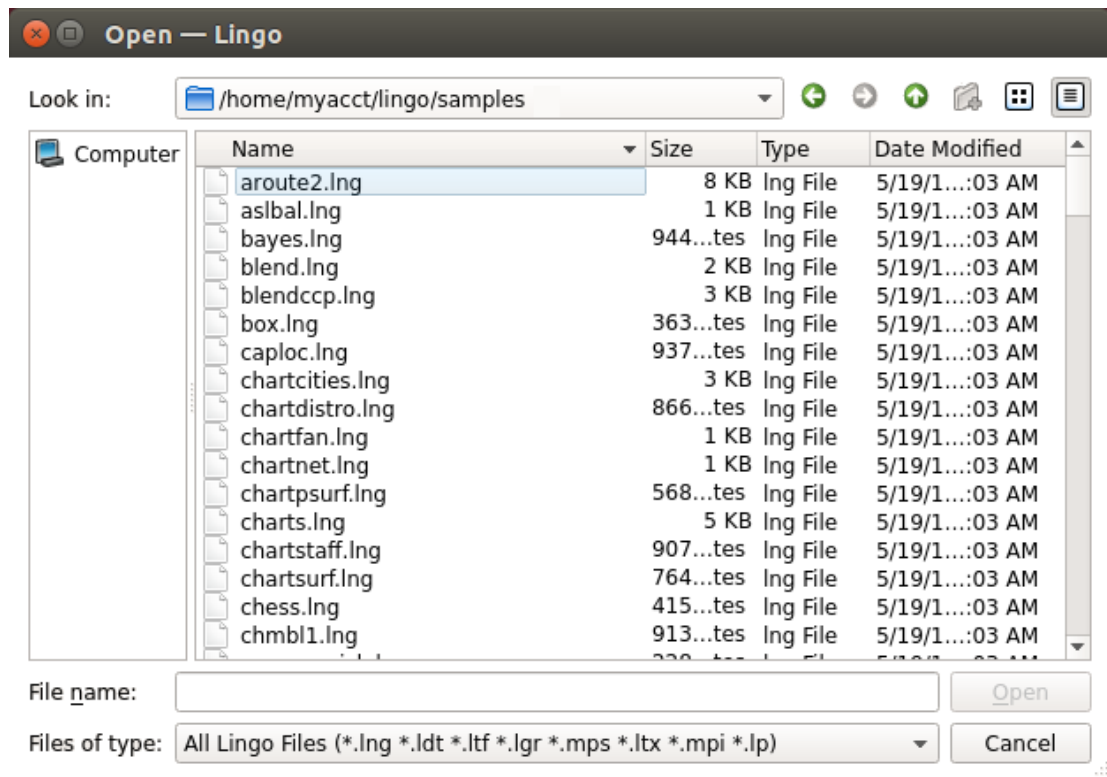 Open — Lingo
Look in: /home/myacct/lingo/samples
Computer
Name Size Type Date Modified
aroute2.lng 8 KB lng File 5/19/1...:03 AM
aslbal.lng 1 KB lng File 5/19/1...:03 AM
bayes.lng 944...tes lng File 5/19/1...:03 AM
blend.lng 2 KB lng File 5/19/1...:03 AM
blendccp.lng 3 KB lng File 5/19/1...:03 AM
box.lng 363...tes lng File 5/19/1...:03 AM
caploc.lng 937...tes lng File 5/19/1...:03 AM
chartcities.lng 3 KB lng File 5/19/1...:03 AM
chartdistro.lng 866...tes lng File 5/19/1...:03 AM
chartfan.lng 1 KB lng File 5/19/1...:03 AM
chartnet.lng 1 KB lng File 5/19/1...:03 AM
chartpsurf.lng 568...tes lng File 5/19/1...:03 AM
charts.lng 5 KB lng File 5/19/1...:03 AM
chartstaff.lng 907...tes lng File 5/19/1...:03 AM
chartsurf.lng 764...tes lng File 5/19/1...:03 AM
chess.lng 415...tes lng File 5/19/1...:03 AM
chmbl1.lng 913...tes lng File 5/19/1...:03 AM
File name: Open
Files of type: All Lingo Files (*.lng *.ldt *.ltf *.lgr *.mps *.ltx *.mpi *.lp) Cancel